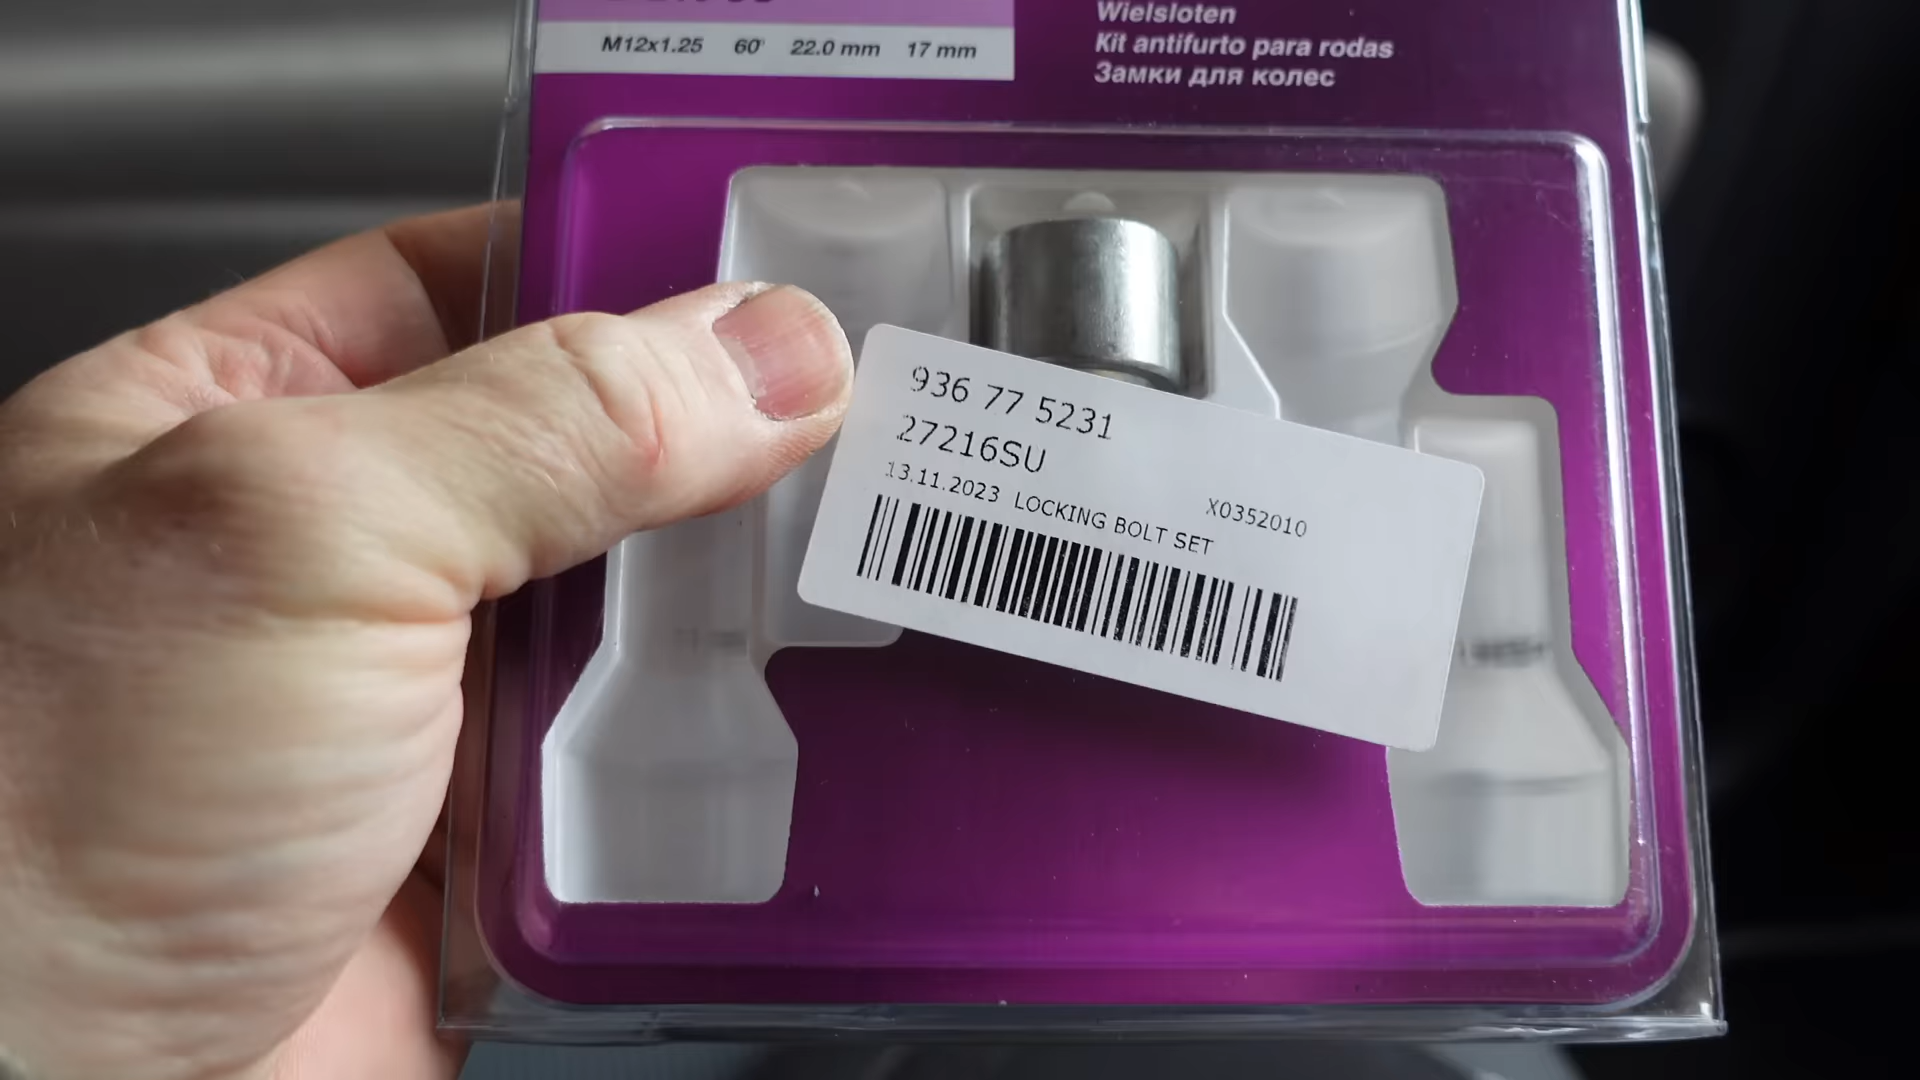 M12x1.25 60° 22.0 mm 17 mm
Wielsloten
Kit antifurto para rodas
Замки для колес
936 77 5231
27216SU
13.11.2023 LOCKING BOLT SET
X0352010